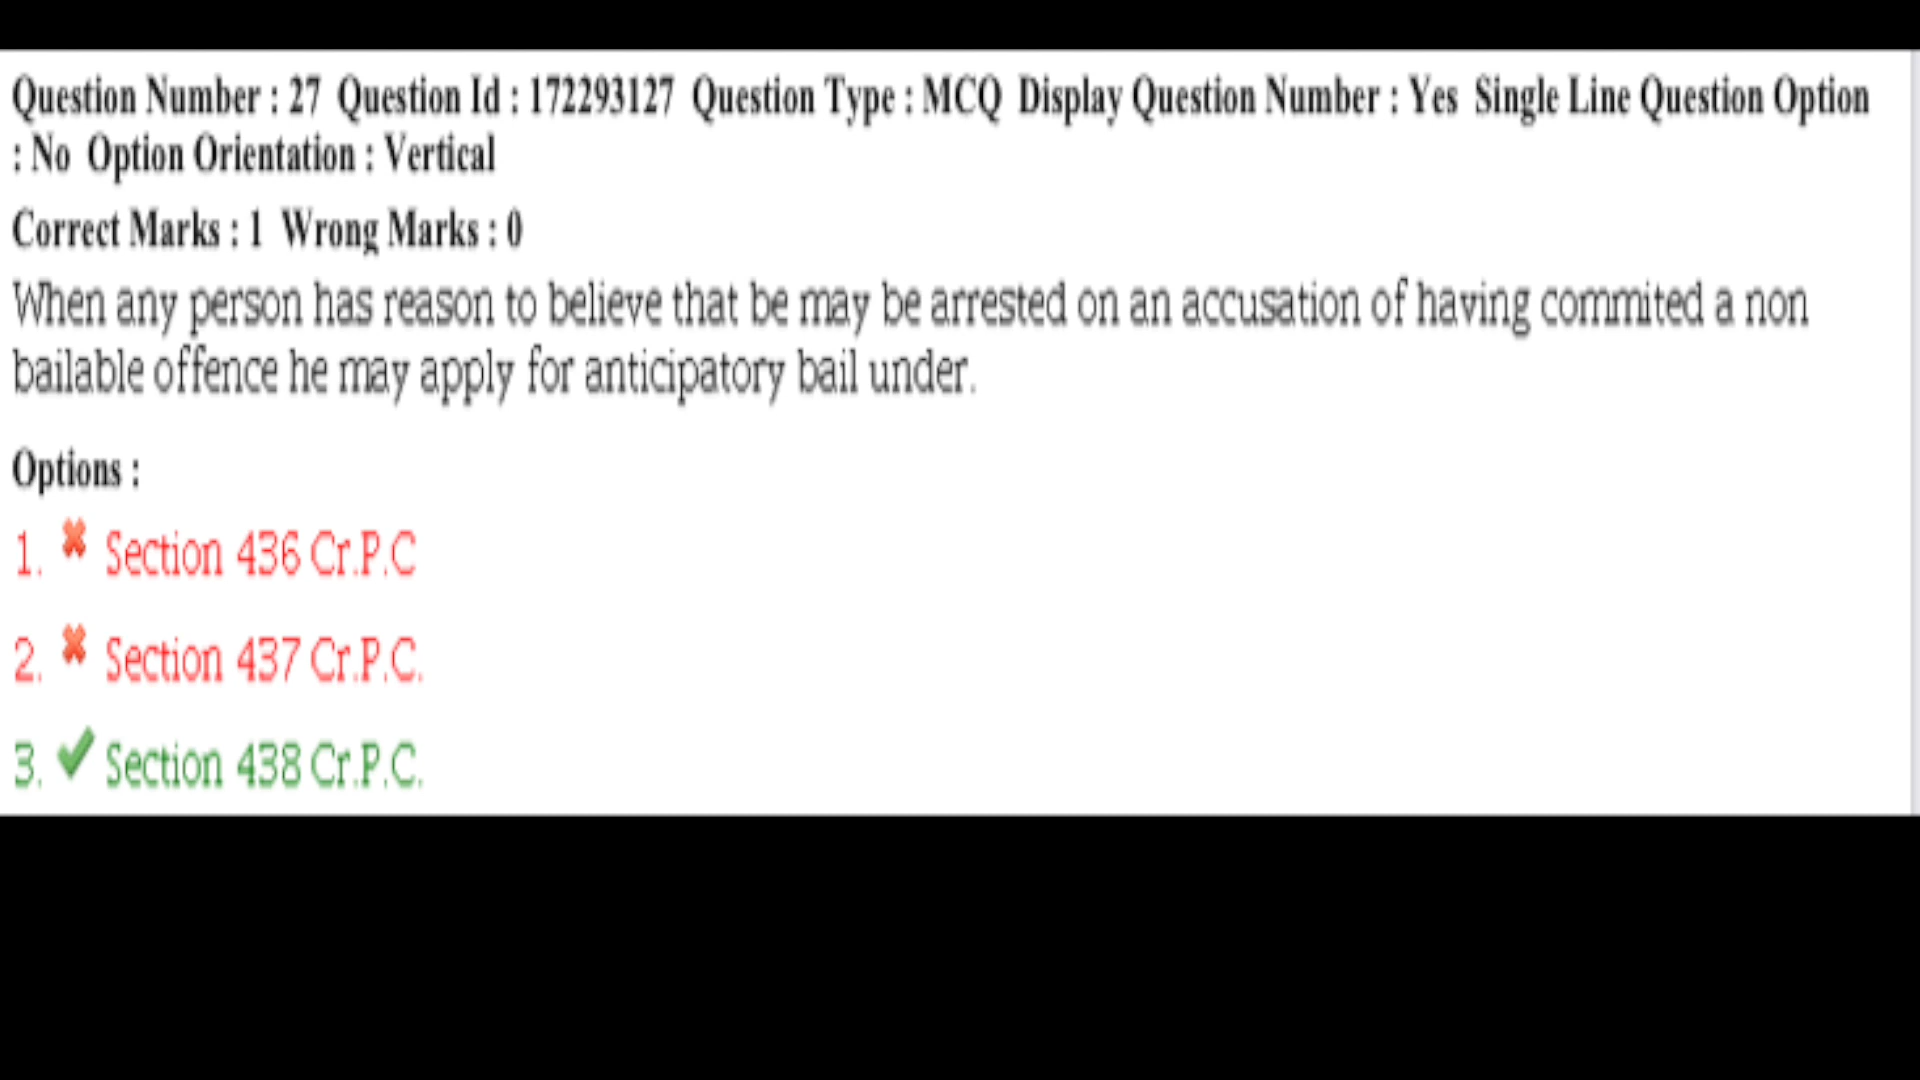 Question Number : 27 Question Id : 172293127 Question Type : MCQ Display Question Number : Yes Single Line Question Option
: No Option Orientation : Vertical
Correct Marks : 1 Wrong Marks : 0
When any person has reason to believe that be may be arrested on an accusation of having commited a non
bailable offence he may apply for anticipatory bail under.
Options :
1. ✖ Section 436 Cr.P.C
2. ✖ Section 437 Cr.P.C.
3. ✔ Section 438 Cr.P.C.